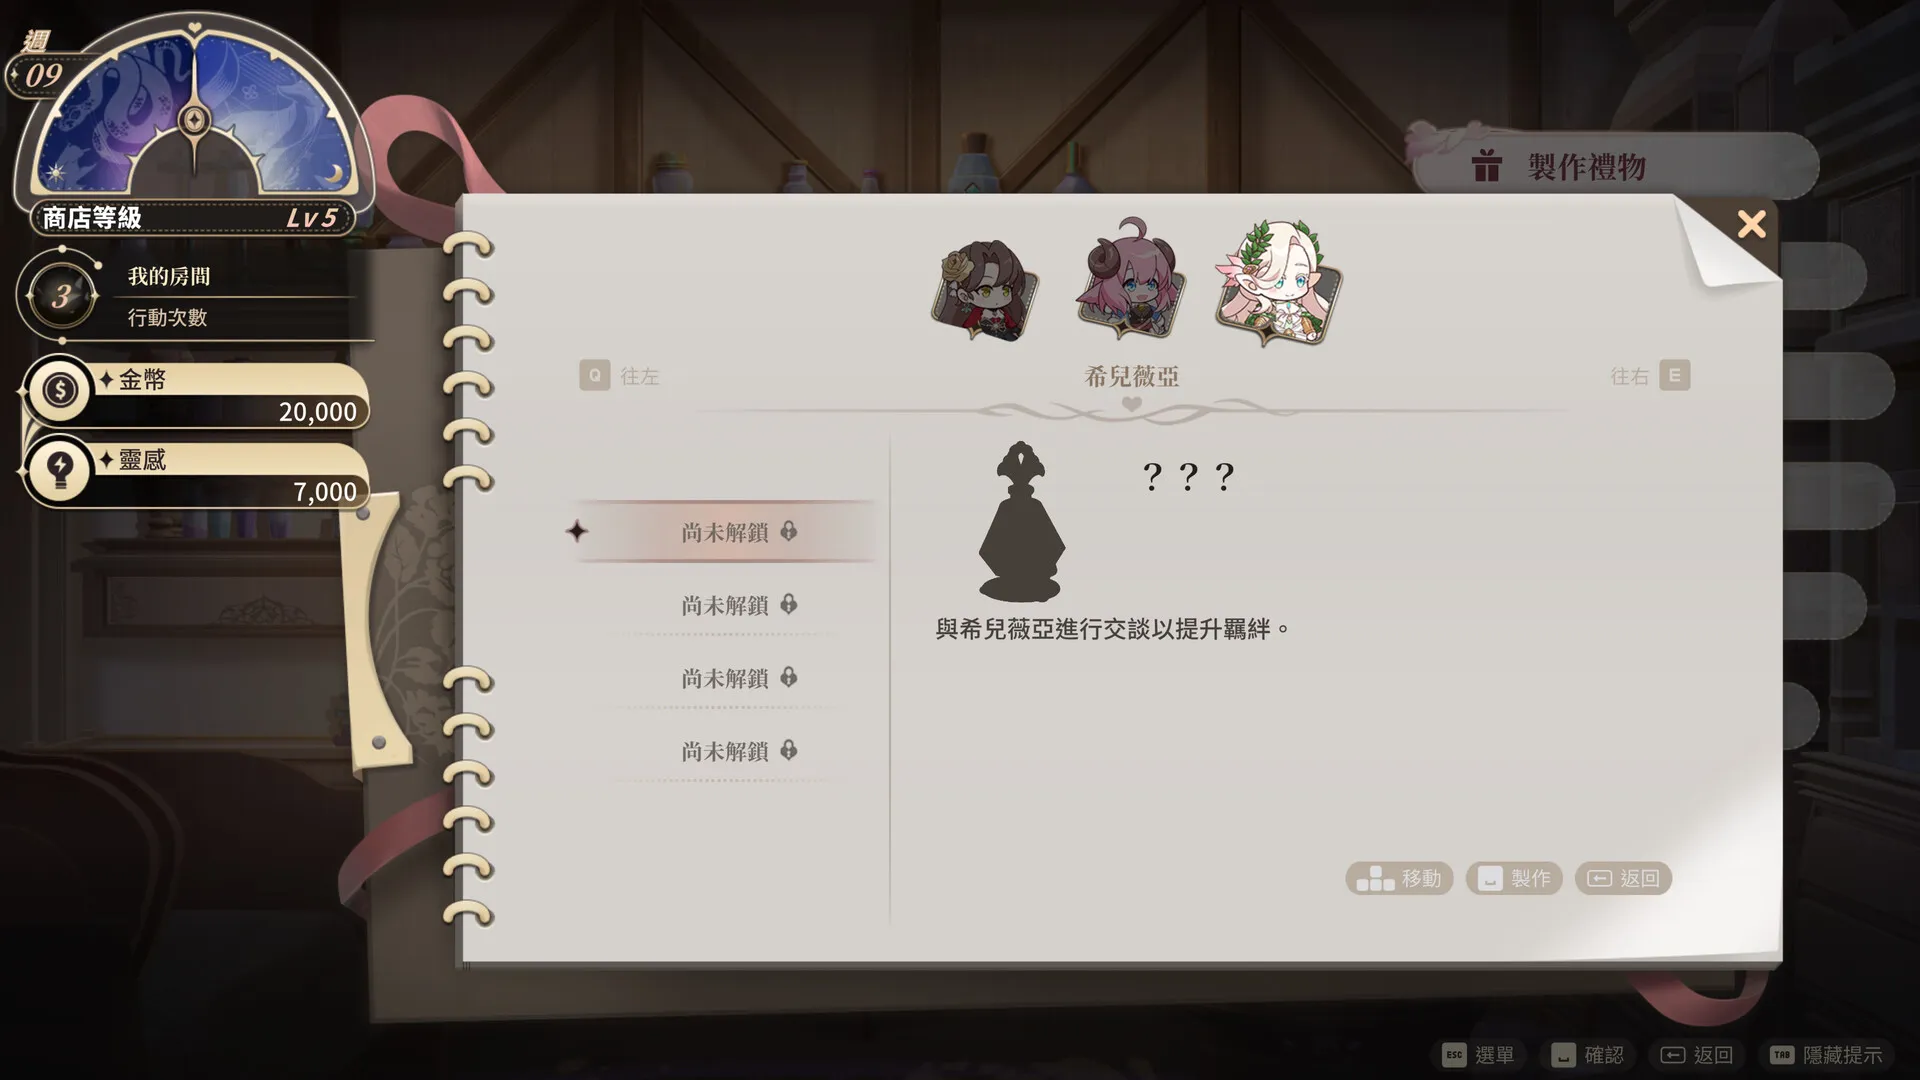 週
09
商店等級 Lv 5
3
我的房間
行動次數
金幣
20,000
靈感
7,000
製作禮物
Q 往左
希兒薇亞
往右 E
尚未解鎖
尚未解鎖
尚未解鎖
尚未解鎖
？？？
與希兒薇亞進行交談以提升羈絆。
移動
製作
返回
ESC 選單
確認
返回
TAB 隱藏提示